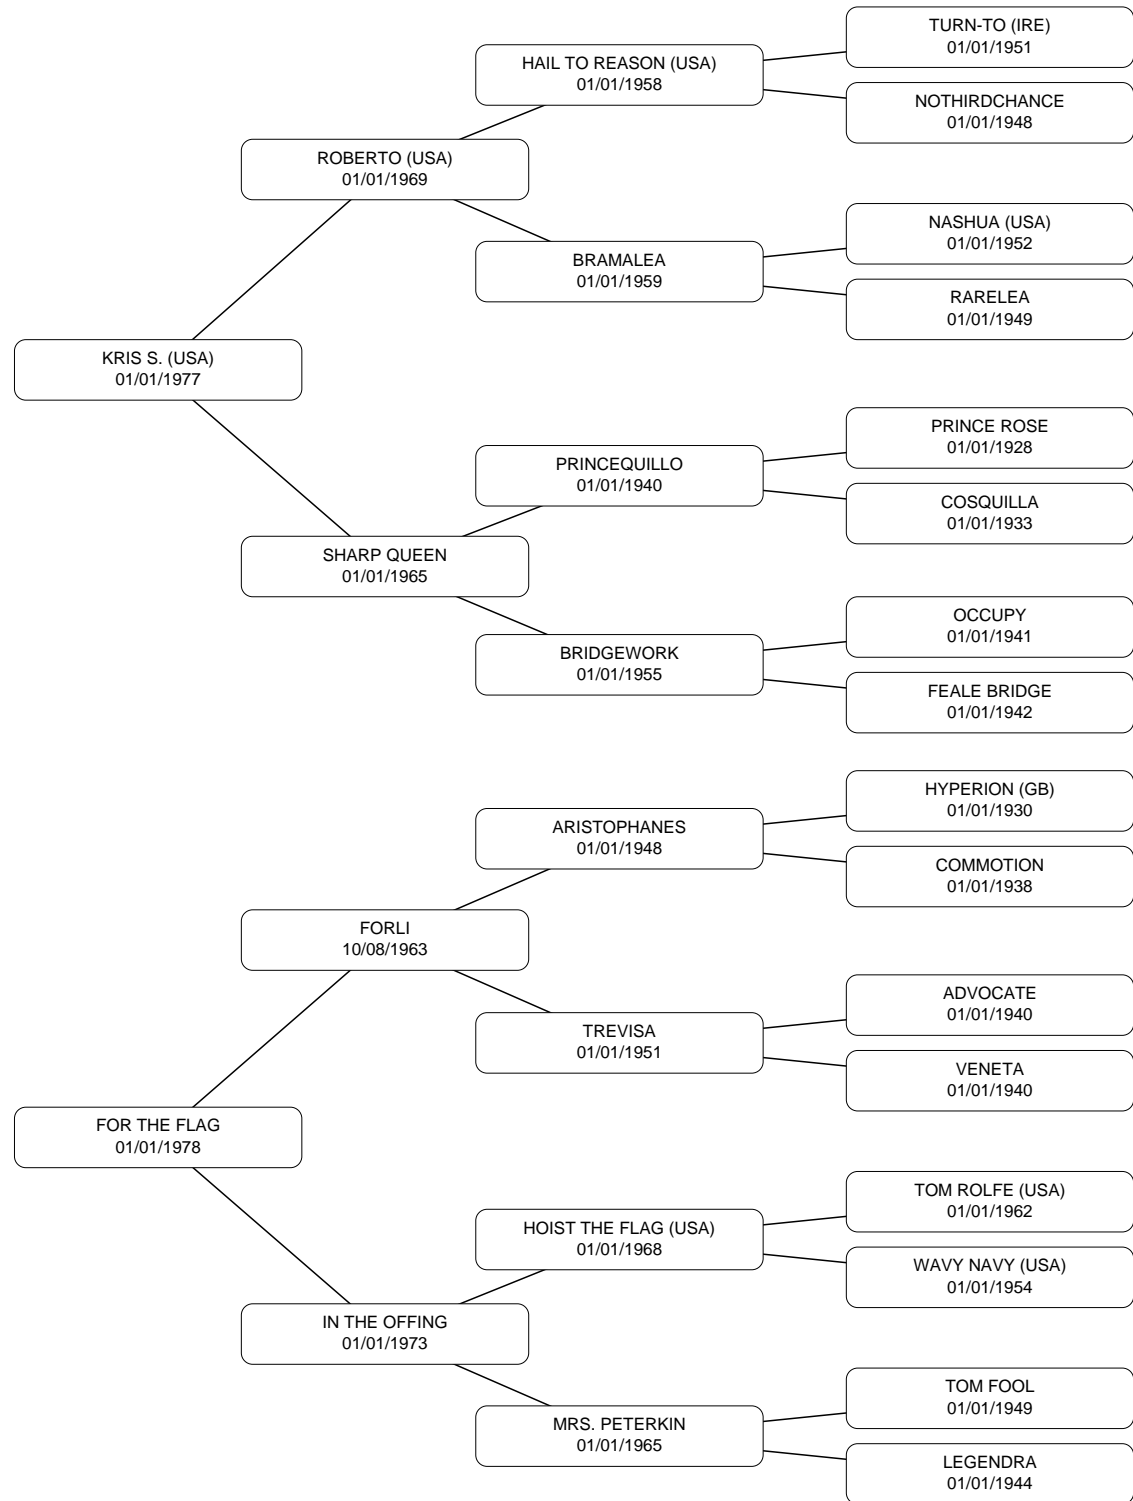 TURN-TO (IRE)
01/01/1951
HAIL TO REASON (USA)
01/01/1958
NOTHIRDCHANCE
01/01/1948
ROBERTO (USA)
01/01/1969
NASHUA (USA)
01/01/1952
BRAMALEA
01/01/1959
RARELEA
01/01/1949
KRIS S. (USA)
01/01/1977
PRINCE ROSE
01/01/1928
PRINCEQUILLO
01/01/1940
COSQUILLA
01/01/1933
SHARP QUEEN
01/01/1965
OCCUPY
01/01/1941
BRIDGEWORK
01/01/1955
FEALE BRIDGE
01/01/1942
HYPERION (GB)
01/01/1930
ARISTOPHANES
01/01/1948
COMMOTION
01/01/1938
FORLI
10/08/1963
ADVOCATE
01/01/1940
TREVISA
01/01/1951
VENETA
01/01/1940
FOR THE FLAG
01/01/1978
TOM ROLFE (USA)
01/01/1962
HOIST THE FLAG (USA)
01/01/1968
WAVY NAVY (USA)
01/01/1954
IN THE OFFING
01/01/1973
TOM FOOL
01/01/1949
MRS. PETERKIN
01/01/1965
LEGENDRA
01/01/1944